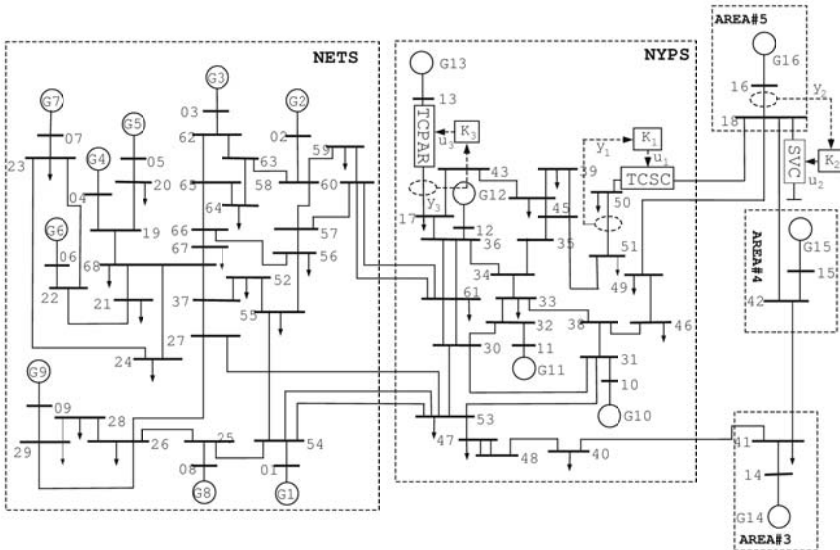 AREA#5
G16
16
y2
18
SVC
K2
u2
NETS
G7
07
23
G3
03
62
G2
02
59
63
58
60
G5
05
20
G4
04
19
65
64
66
67
57
56
G6
06
22
68
21
37
52
55
24
27
G9
09
28
29
26
25
08
G8
54
01
G1
NYPS
G13
13
TCPAR
K3
u3
y3
17
43
G12
12
36
45
39
35
34
y1
K1
u1
TCSC
50
51
49
61
33
32
38
46
30
11
G11
31
10
G10
53
47
48
40
AREA#4
G15
15
42
41
14
G14
AREA#3